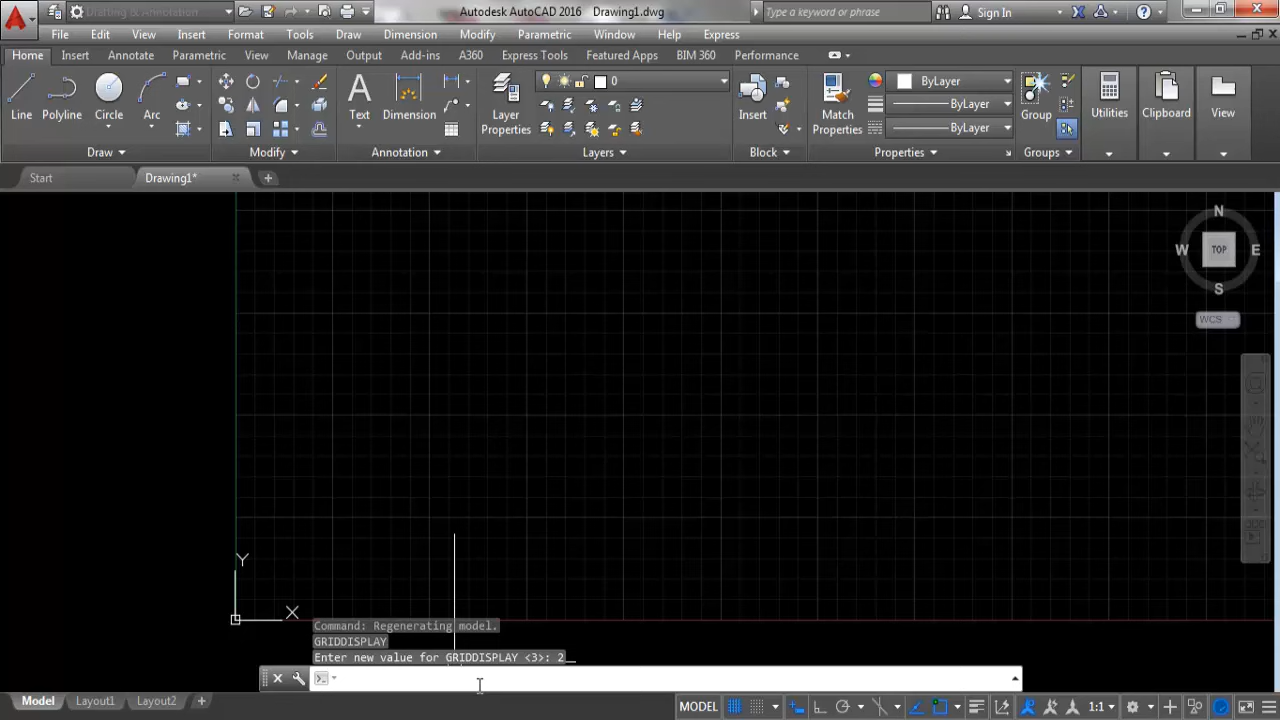 Drafting & Annotation
Autodesk AutoCAD 2016 Drawing1.dwg
Type a keyword or phrase
Sign In
File Edit View Insert Format Tools Draw Dimension Modify Parametric Window Help Express
Home Insert Annotate Parametric View Manage Output Add-ins A360 Express Tools Featured Apps BIM 360 Performance
0
ByLayer
ByLayer
ByLayer
Line Polyline Circle Arc
Text Dimension
Layer Properties
Insert
Match Properties
Group
Utilities
Clipboard
View
Draw Modify Annotation Layers Block Properties Groups
Start Drawing1*
N
W TOP E
S
WCS
Y
X
Command: Regenerating model.
GRIDDISPLAY
Enter new value for GRIDDISPLAY <3>: 2
Model Layout1 Layout2 +
MODEL
1:1